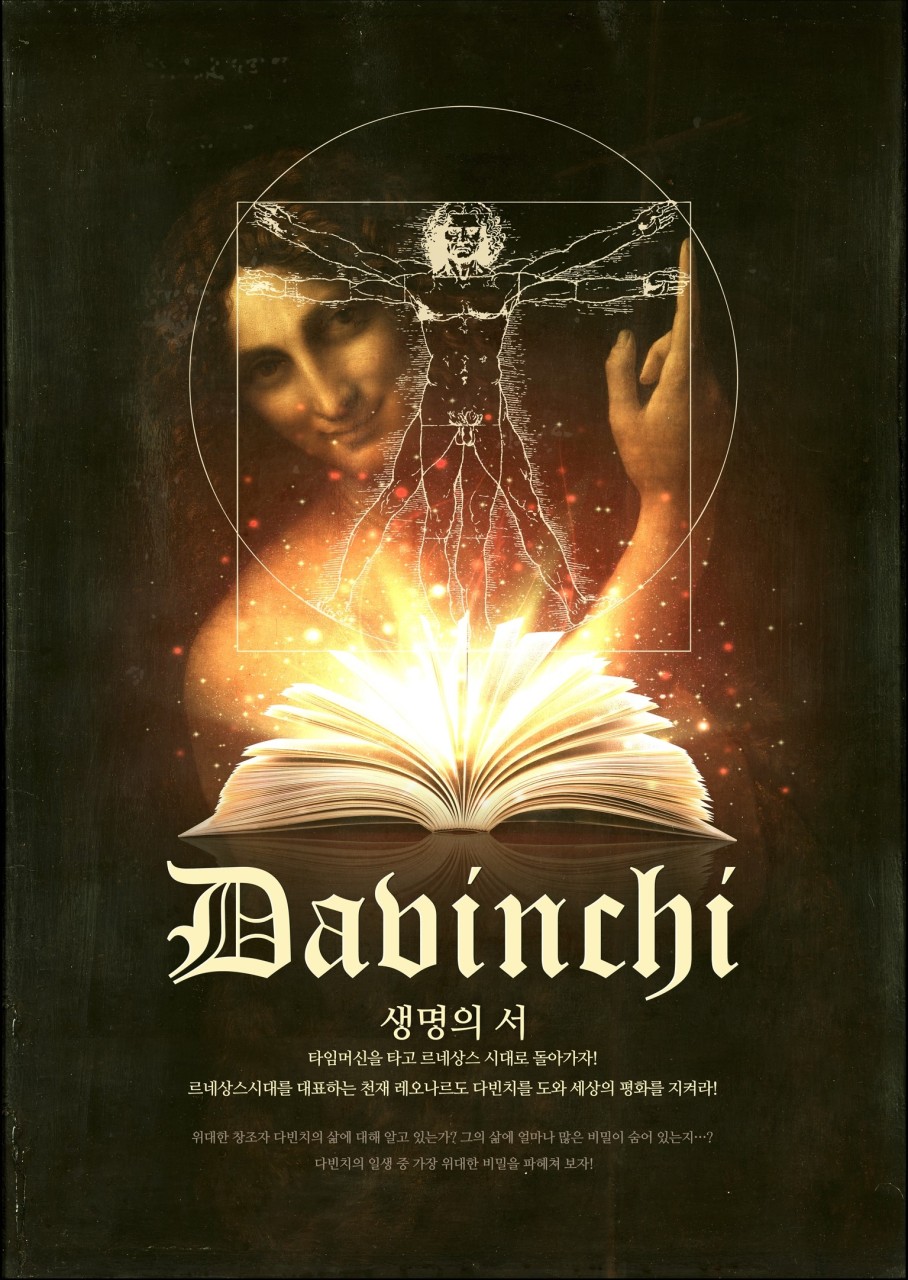 Davinchi
생명의 서
타임머신을 타고 르네상스 시대로 돌아가자!
르네상스시대를 대표하는 천재 레오나르도 다빈치를 도와 세상의 평화를 지켜라!
위대한 창조자 다빈치의 삶에 대해 알고 있는가? 그의 삶에 얼마나 많은 비밀이 숨어 있는지…?
다빈치의 일생 중 가장 위대한 비밀을 파헤쳐 보자!